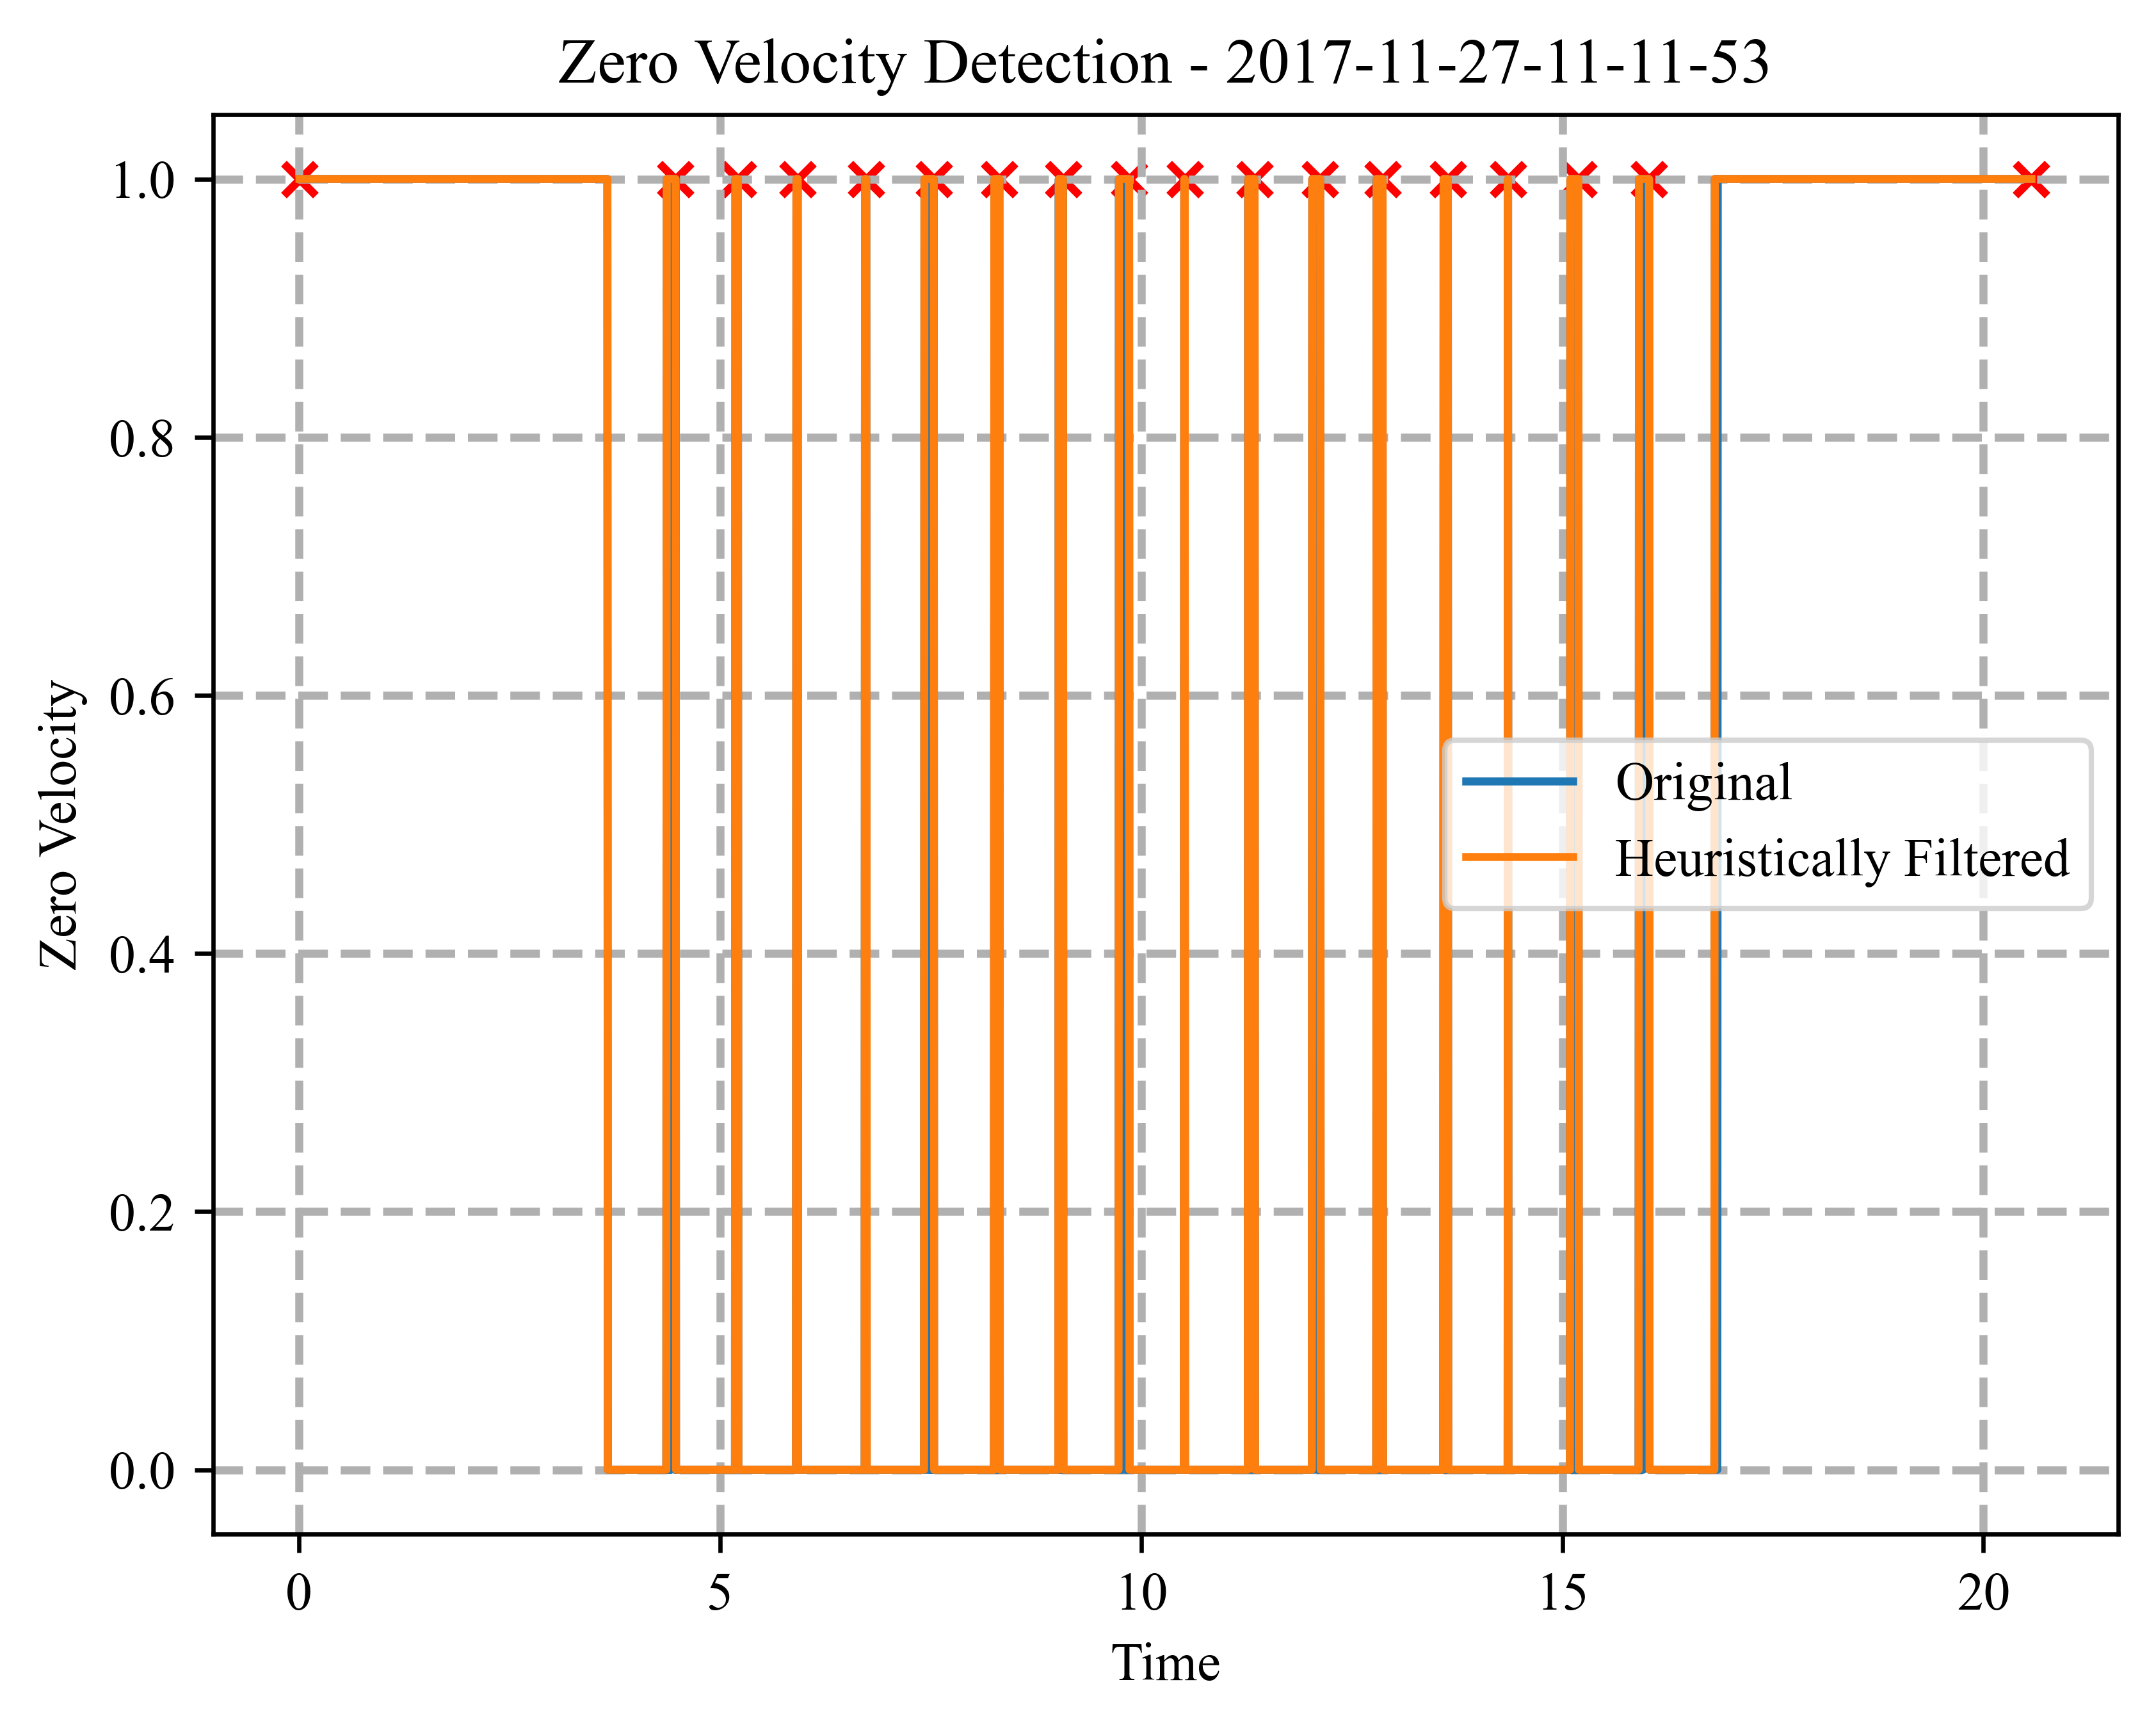 Zero Velocity Detection - 2017-11-27-11-11-53
1.0
0.8
0.6
0.4
0.2
0.0
Zero Velocity
Original
Heuristically Filtered
0 5 10 15 20
Time